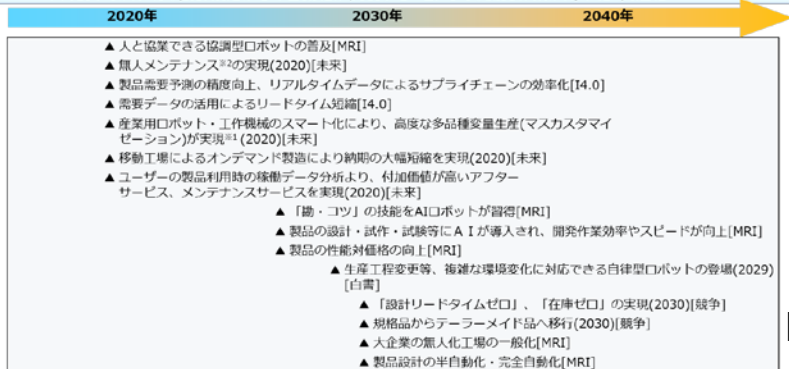 2020年 2030年 2040年
▲ 人と協業できる協調型ロボットの普及[MRI]
▲ 無人メンテナンス※2の実現(2020)[未来]
▲ 製品需要予測の精度向上、リアルタイムデータによるサプライチェーンの効率化[I4.0]
▲ 需要データの活用によるリードタイム短縮[I4.0]
▲ 産業用ロボット・工作機械のスマート化により、高度な多品種変量生産(マスカスタマイ
ゼーション)が実現※1 (2020)[未来]
▲ 移動工場によるオンデマンド製造により納期の大幅短縮を実現(2020)[未来]
▲ ユーザーの製品利用時の稼働データ分析より、付加価値が高いアフター
サービス、メンテナンスサービスを実現(2020)[未来]
▲ 「勘・コツ」の技能をAIロボットが習得[MRI]
▲ 製品の設計・試作・試験等にＡＩが導入され、開発作業効率やスピードが向上[MRI]
▲ 製品の性能対価格の向上[MRI]
▲ 生産工程変更等、複雑な環境変化に対応できる自律型ロボットの登場(2029)
[白書]
▲ 「設計リードタイムゼロ」、「在庫ゼロ」の実現(2030)[競争]
▲ 規格品からテーラーメイド品へ移行(2030)[競争]
▲ 大企業の無人化工場の一般化[MRI]
▲ 製品設計の半自動化・完全自動化[MRI]